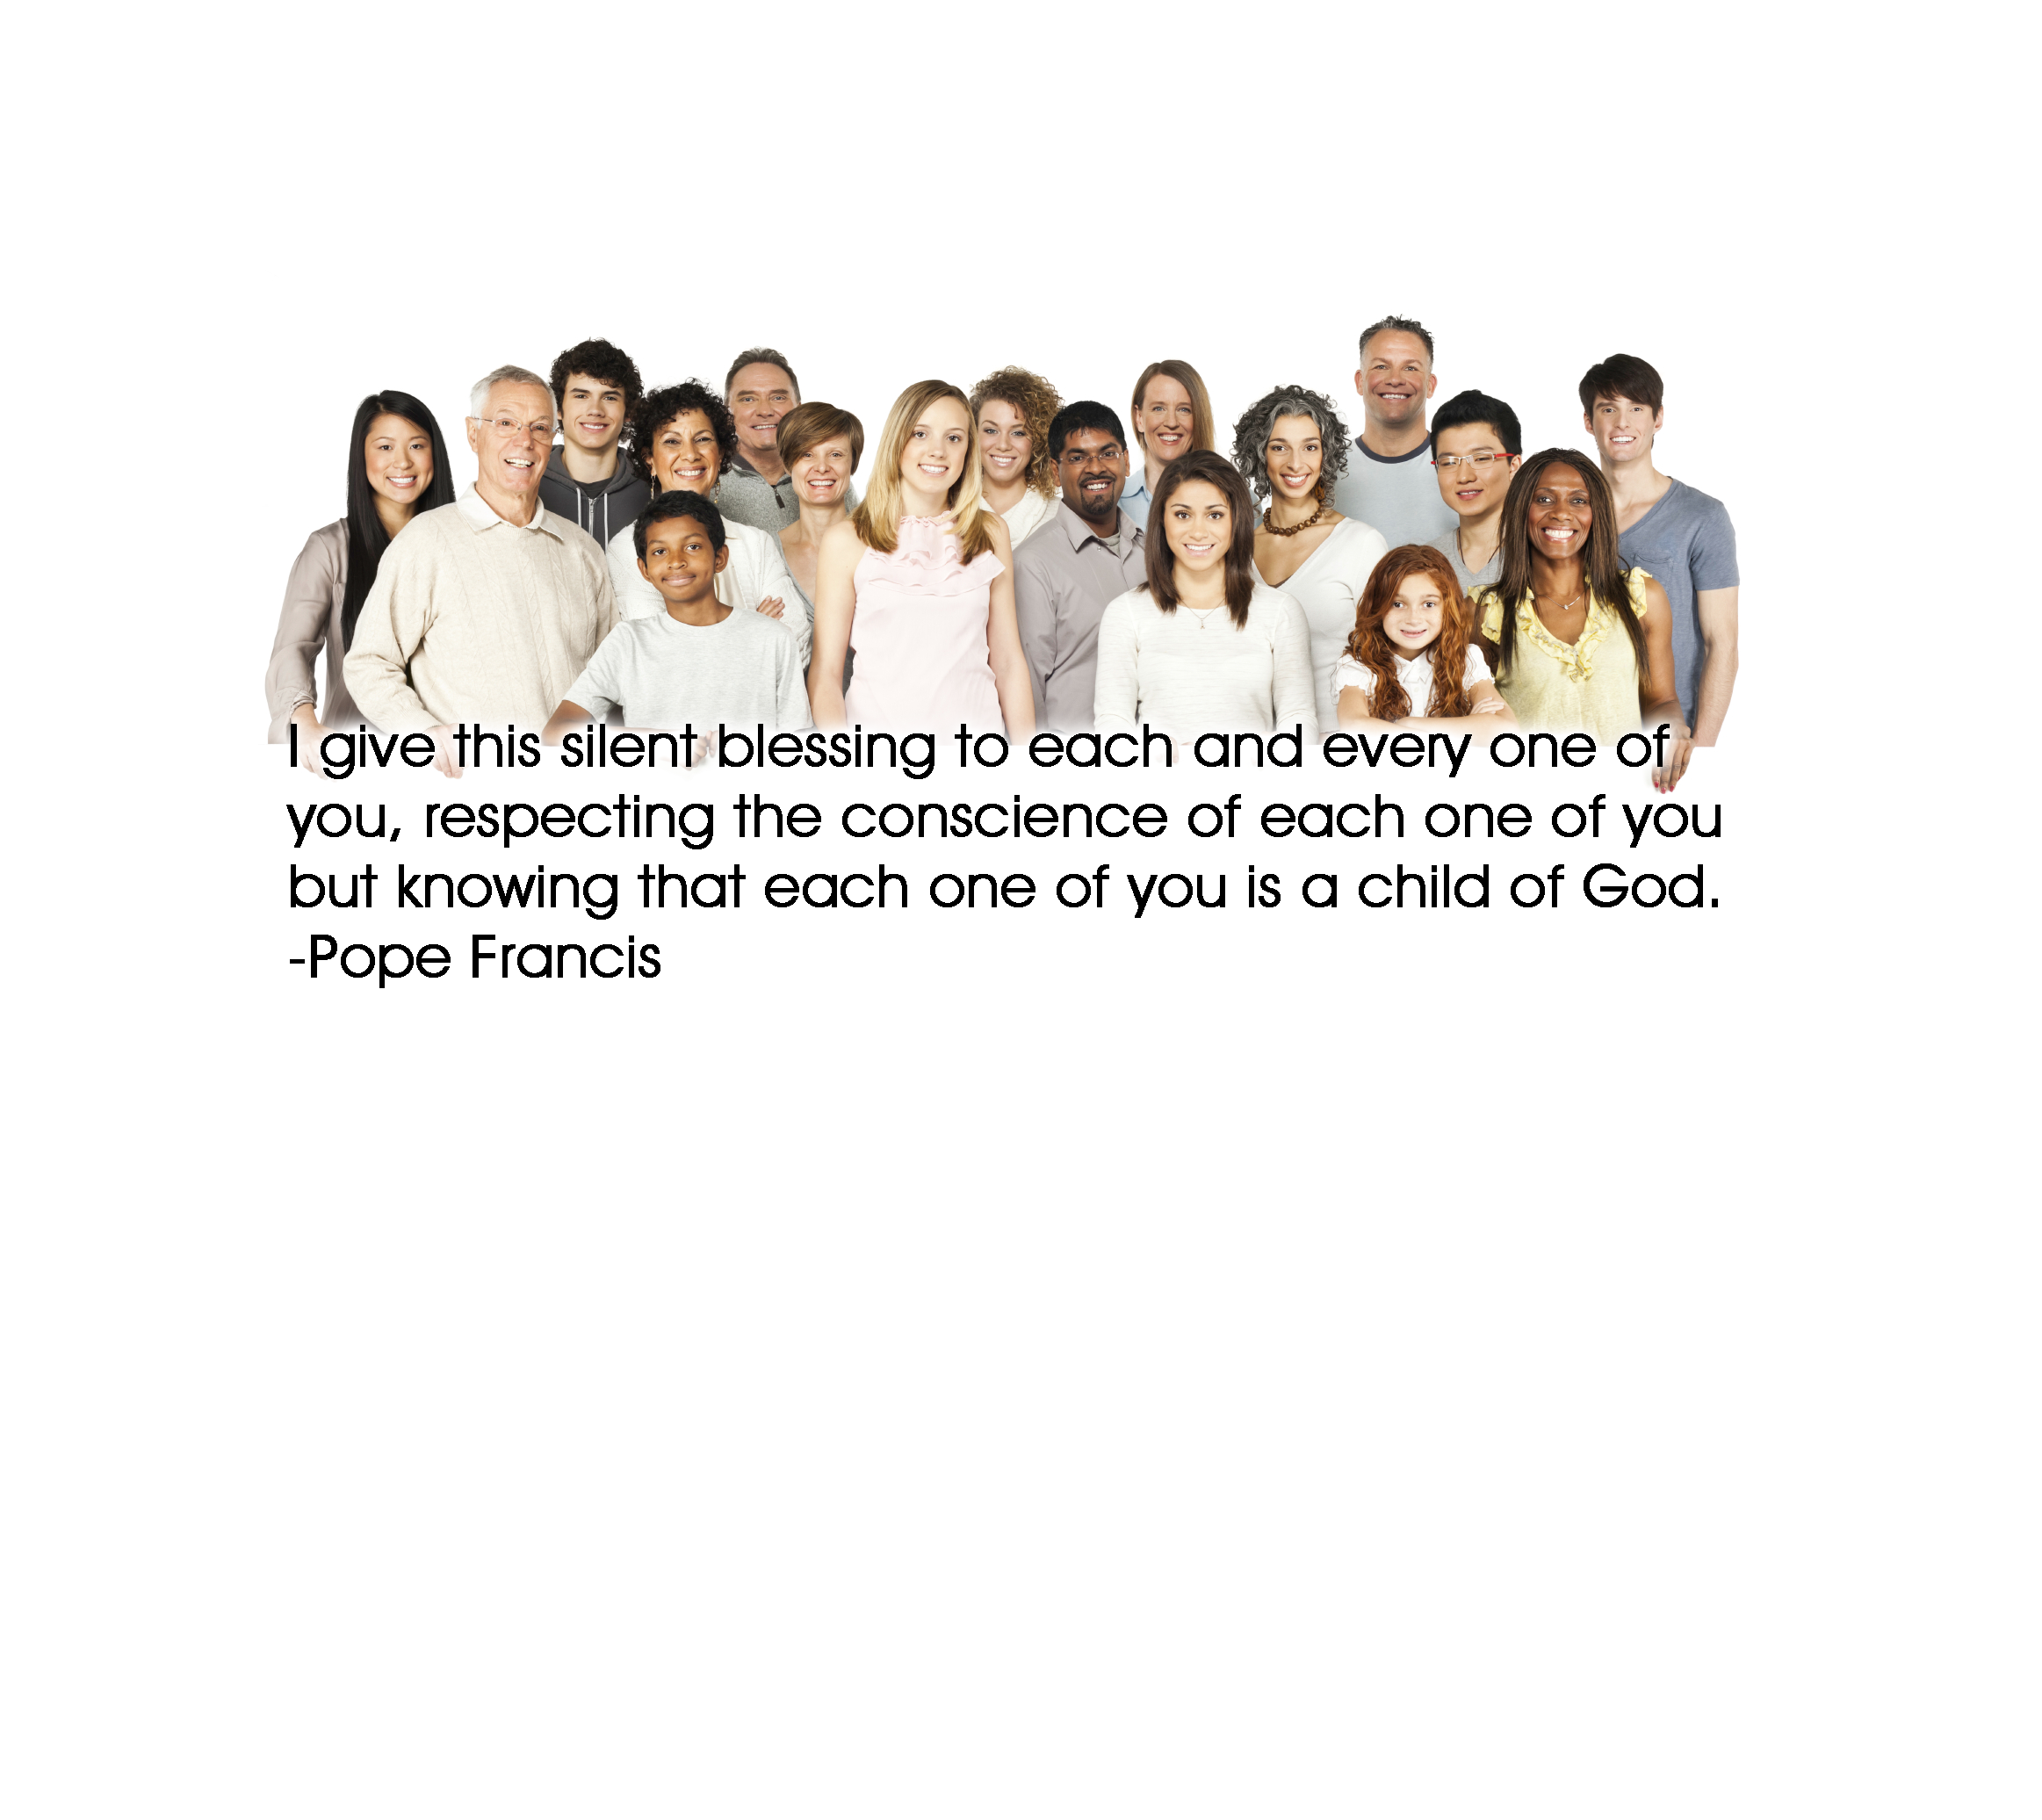 I give this silent blessing to each and every one of
you, respecting the conscience of each one of you
but knowing that each one of you is a child of God.
-Pope Francis